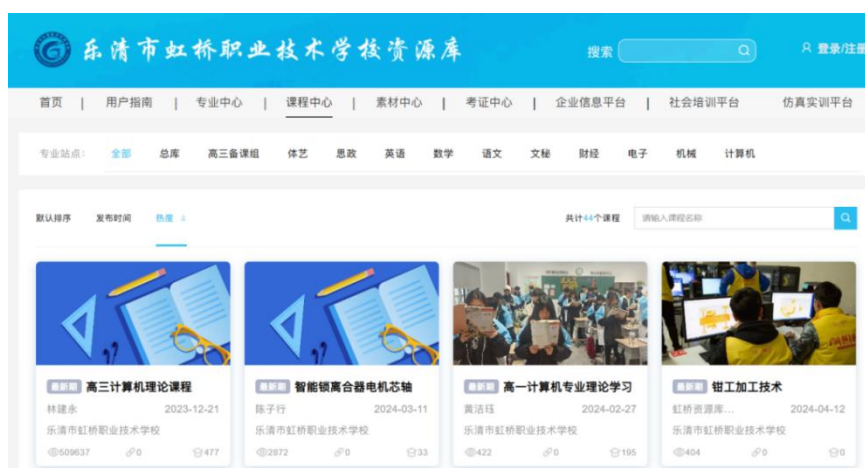 乐清市虹桥职业技术学校资源库
搜索
登录/注册
首页 | 用户指南 | 专业中心 | 课程中心 | 素材中心 | 考证中心 | 企业信息平台 | 社会培训平台 仿真实训平台
专业站点: 全部 总库 高三备课组 体艺 思政 英语 数学 语文 文秘 财经 电子 机械 计算机
默认排序 发布时间 热度 共计44个课程 请输入课程名称
最新期 高三计算机理论课程
林建永 2023-12-21
乐清市虹桥职业技术学校
509637 0 477
最新期 智能锁离合器电机芯轴
陈子行 2024-03-11
乐清市虹桥职业技术学校
2872 0 33
最新期 高一计算机专业理论学习
黄洁珏 2024-02-27
乐清市虹桥职业技术学校
422 0 195
最新期 钳工加工技术
虹桥资源库... 2024-04-12
乐清市虹桥职业技术学校
404 0 0